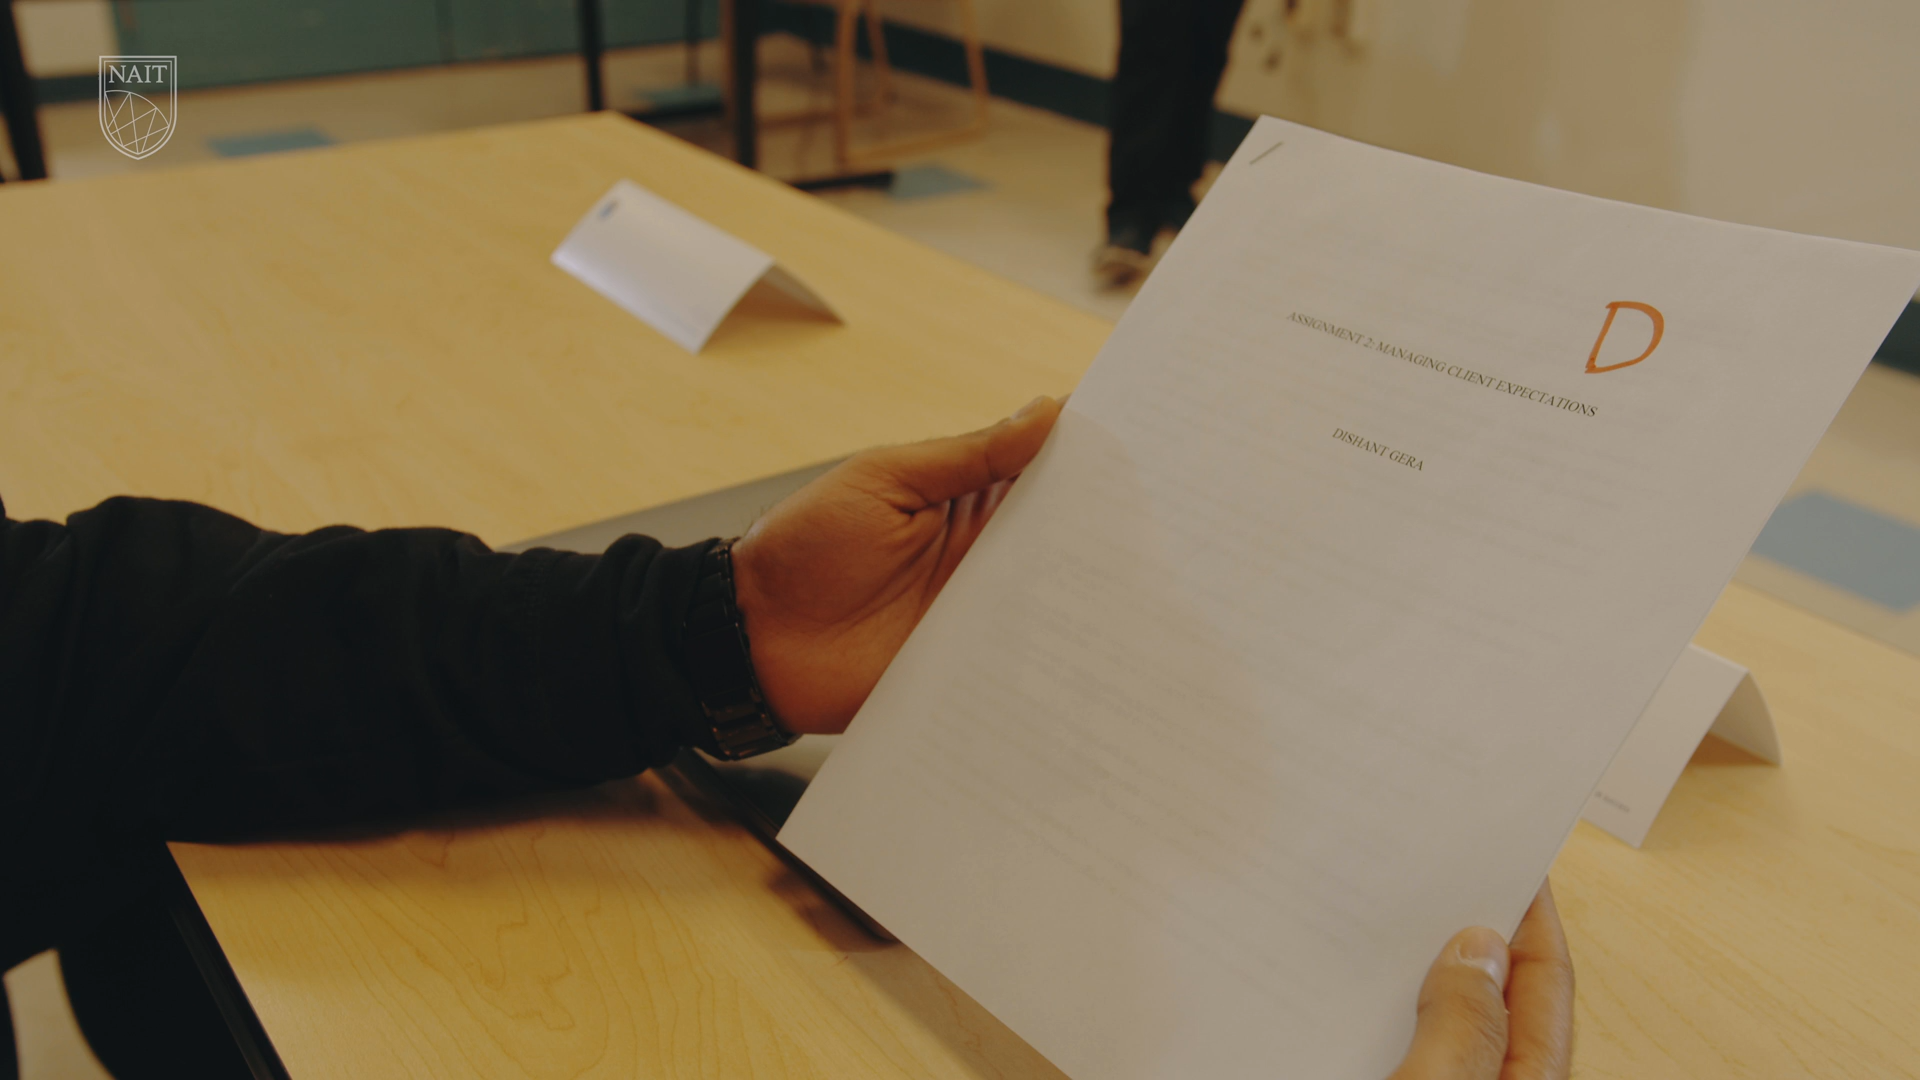 NAIT
D
ASSIGNMENT 2: MANAGING CLIENT EXPECTATIONS
DISHANT GERA